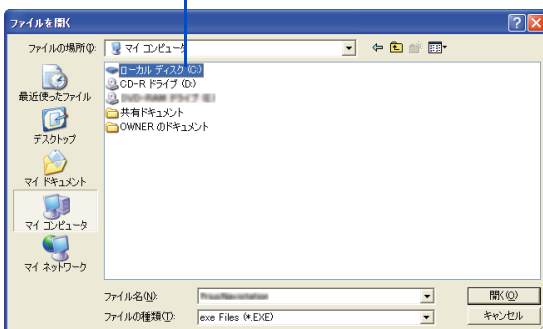 ファイルを開く
ファイルの場所(I):
マイ コンピュータ
ローカル ディスク (C:)
CD-R ドライブ (D:)
共有ドキュメント
OWNER のドキュメント
最近使ったファイル
デスクトップ
マイ ドキュメント
マイ コンピュータ
マイ ネットワーク
ファイル名(N):
開く(O)
ファイルの種類(T):
exe Files (*.EXE)
キャンセル